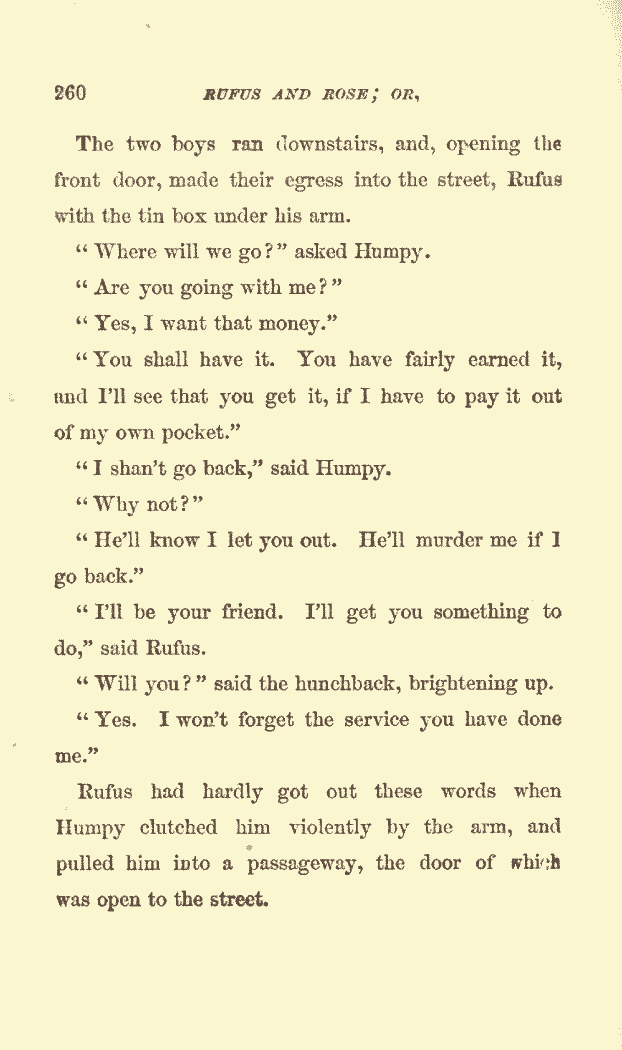 260 RUFUS AND ROSE; OR,
The two boys ran downstairs, and, opening the
front door, made their egress into the street, Rufus
with the tin box under his arm.
"Where will we go?" asked Humpy.
"Are you going with me?"
"Yes, I want that money."
"You shall have it. You have fairly earned it,
and I'll see that you get it, if I have to pay it out
of my own pocket."
"I shan't go back," said Humpy.
"Why not?"
"He'll know I let you out. He'll murder me if I
go back."
"I'll be your friend. I'll get you something to
do," said Rufus.
"Will you?" said the hunchback, brightening up.
"Yes. I won't forget the service you have done
me."
Rufus had hardly got out these words when
Humpy clutched him violently by the arm, and
pulled him into a passageway, the door of which
was open to the street.